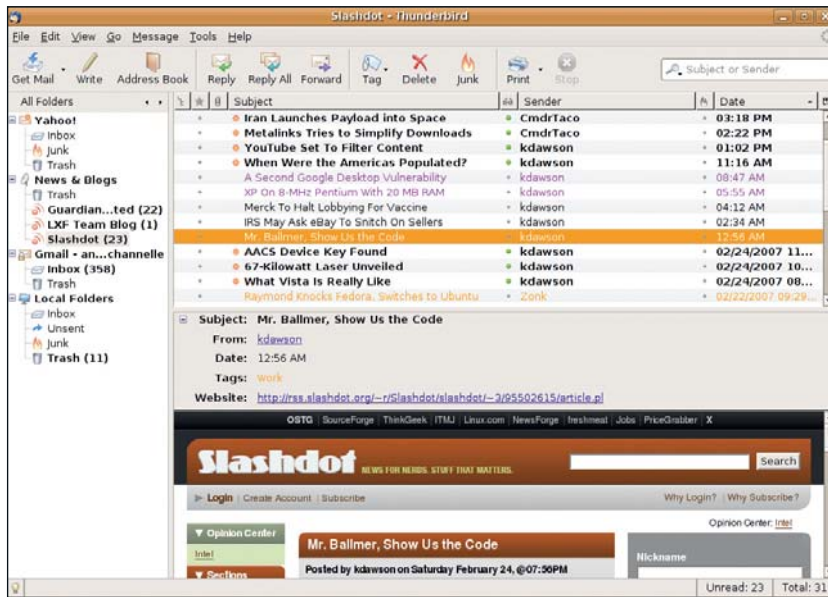 Slashdot - Thunderbird
File Edit View Go Message Tools Help
Get Mail Write Address Book Reply Reply All Forward Tag Delete Junk Print Stop
Subject or Sender
All Folders
Subject Sender Date
Yahoo!
Inbox
Junk
Trash
News & Blogs
Trash
Guardian...ted (22)
LXF Team Blog (1)
Slashdot (23)
Gmail - an...channelle
Inbox (358)
Trash
Local Folders
Inbox
Unsent
Junk
Trash (11)
Iran Launches Payload into Space CmdrTaco 03:18 PM
Metalinks Tries to Simplify Downloads CmdrTaco 02:22 PM
YouTube Set To Filter Content kdawson 01:02 PM
When Were the Americas Populated? kdawson 11:16 AM
A Second Google Desktop Vulnerability kdawson 08:47 AM
XP On 8-MHz Pentium With 20 MB RAM kdawson 05:55 AM
Merck To Halt Lobbying For Vaccine kdawson 04:12 AM
IRS May Ask eBay To Snitch On Sellers kdawson 02:34 AM
Mr. Ballmer, Show Us the Code kdawson 12:56 AM
AACS Device Key Found kdawson 02/24/2007 11...
67-Kilowatt Laser Unveiled kdawson 02/24/2007 10...
What Vista Is Really Like kdawson 02/24/2007 08...
Raymond Knocks Fedora, Switches to Ubuntu Zonk 02/22/2007 09:29...
Subject: Mr. Ballmer, Show Us the Code
From: kdawson
Date: 12:56 AM
Tags: work
Website: http://rss.slashdot.org/~r/Slashdot/slashdot/~3/95502615/article.pl
OSTG | SourceForge | ThinkGeek | ITMJ | Linux.com | NewsForge | freshmeat | Jobs | PriceGrabber | X
Slashdot NEWS FOR NERDS. STUFF THAT MATTERS.
Search
Login | Create Account | Subscribe
Why Login? | Why Subscribe?
Opinion Center: Intel
Opinion Center
Intel
Sections
Mr. Ballmer, Show Us the Code
Posted by kdawson on Saturday February 24, @07:56PM
Nickname
Unread: 23 Total: 31